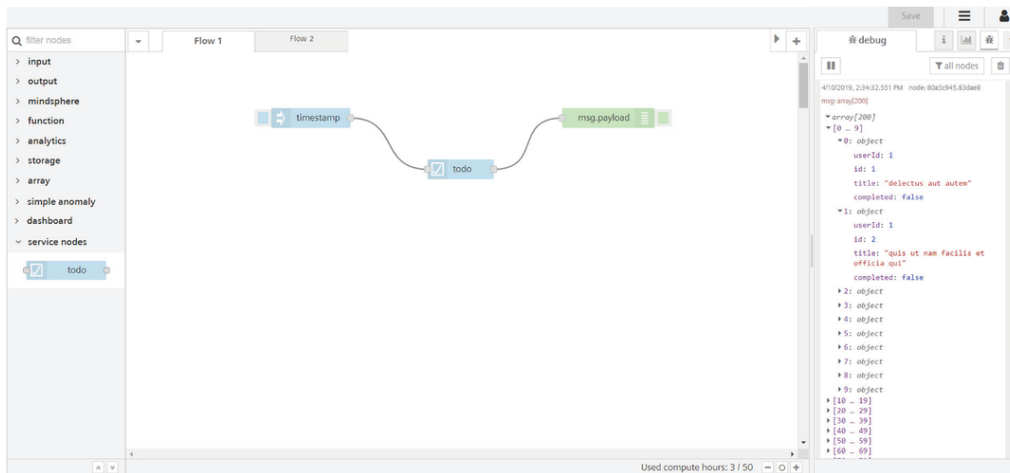 Save
filter nodes
Flow 1
Flow 2
debug
i
all nodes
input
output
mindsphere
function
analytics
storage
array
simple anomaly
dashboard
service nodes
todo
timestamp
msg.payload
todo
4/10/2019, 2:34:32.551 PM node: 80a5c945.83dae8
msg: array[200]
array[200]
[0 … 9]
0: object
userId: 1
id: 1
title: "delectus aut autem"
completed: false
1: object
userId: 1
id: 2
title: "quis ut nam facilis et
officia qui"
completed: false
2: object
3: object
4: object
5: object
6: object
7: object
8: object
9: object
[10 … 19]
[20 … 29]
[30 … 39]
[40 … 49]
[50 … 59]
[60 … 69]
Used compute hours: 3 / 50